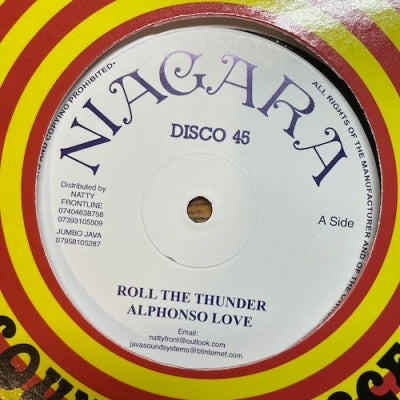 NIAGARA
DISCO 45
AND COPYING PROHIBITED
ALL RIGHTS OF THE MANUFACTURER AND OF THE
Distributed by
NATTY
FRONTLINE
07404638758
07393105509
JUMBO JAVA
07958105287
A Side
ROLL THE THUNDER
ALPHONSO LOVE
Email:
nattyfront@outlook.com
javasoundsystems@btinternet.com